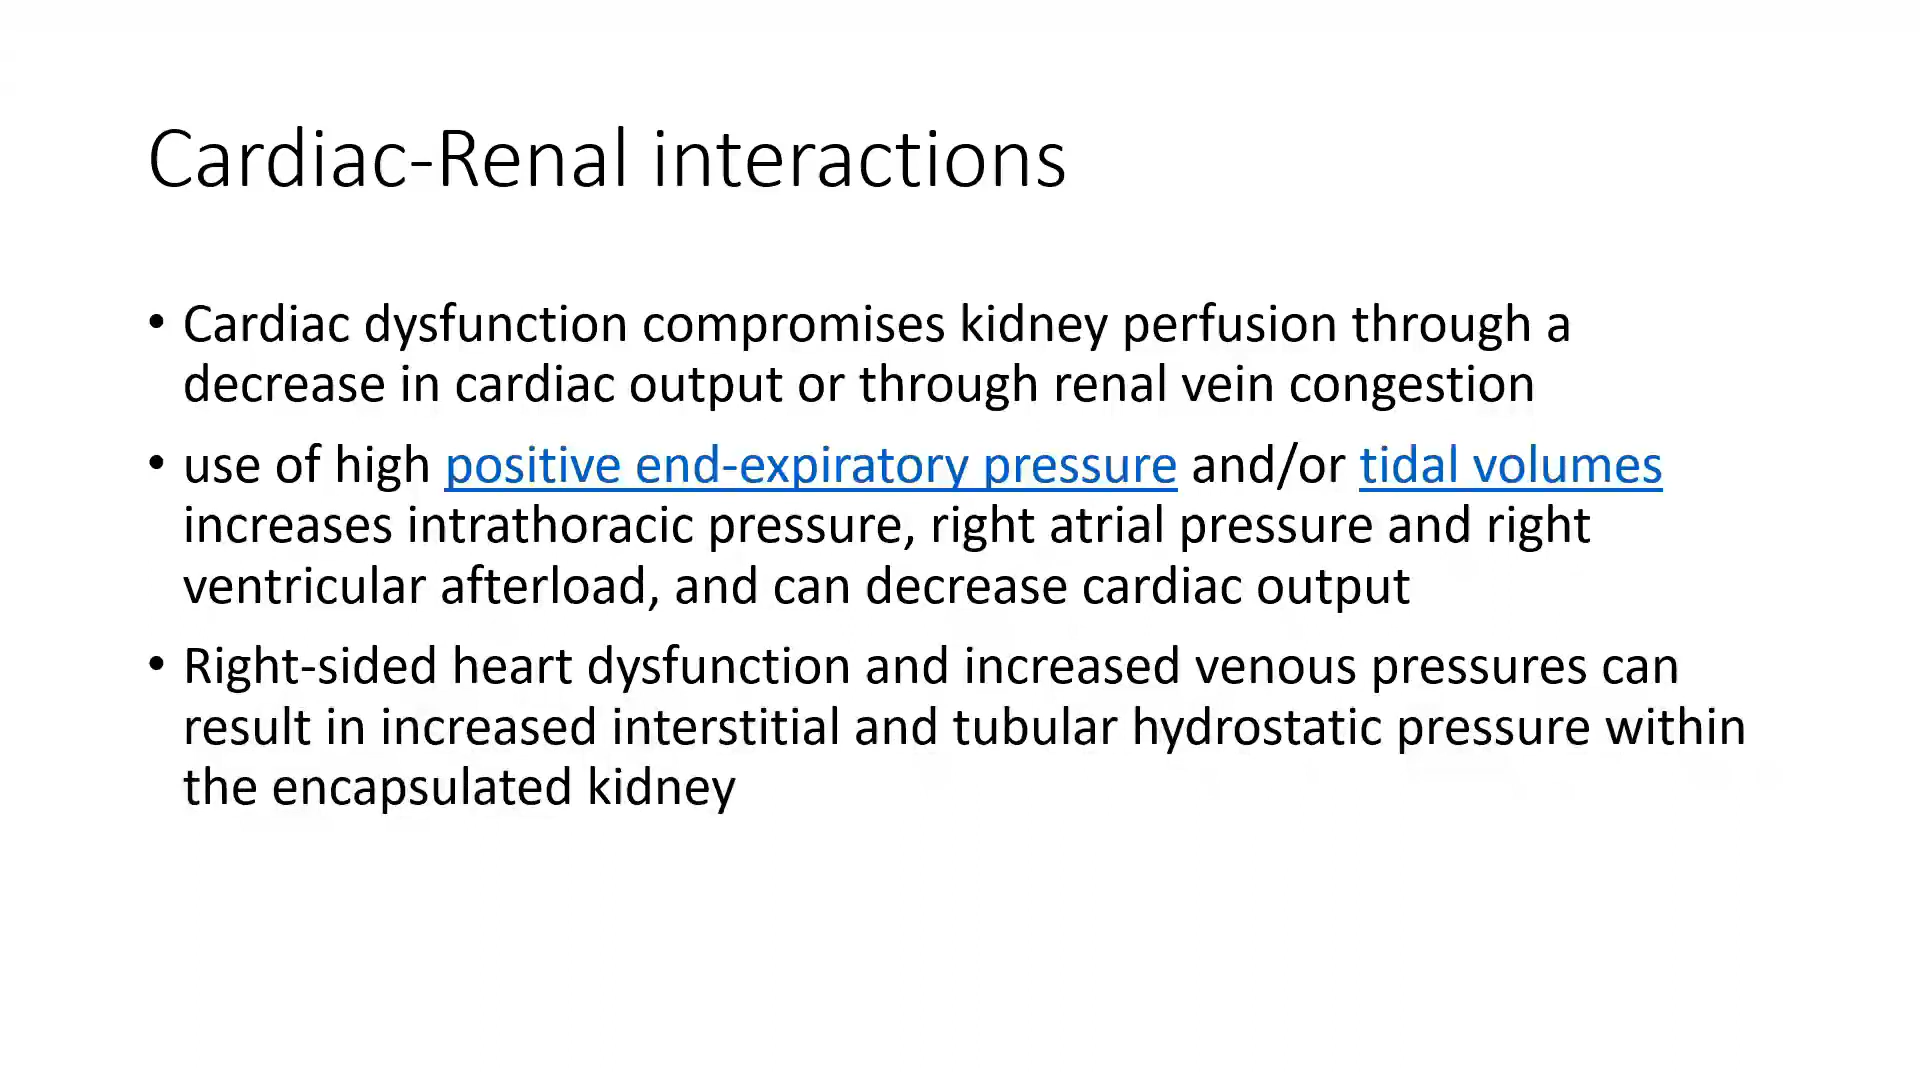 Cardiac-Renal interactions
• Cardiac dysfunction compromises kidney perfusion through a
decrease in cardiac output or through renal vein congestion
• use of high positive end-expiratory pressure and/or tidal volumes
increases intrathoracic pressure, right atrial pressure and right
ventricular afterload, and can decrease cardiac output
• Right-sided heart dysfunction and increased venous pressures can
result in increased interstitial and tubular hydrostatic pressure within
the encapsulated kidney